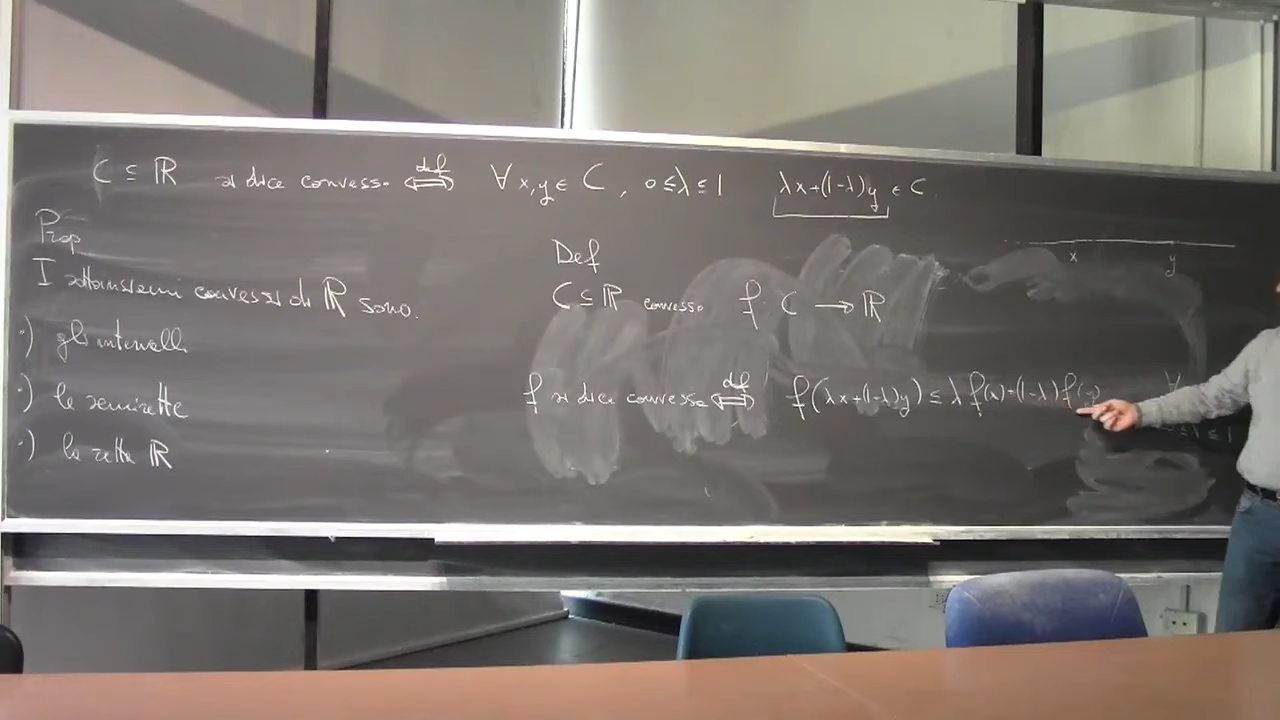 C ⊆ ℝ si dice convesso ⟺ def ∀ x,y ∈ C, 0 ≤ λ ≤ 1 λx+(1-λ)y ∈ C
Prop
I sottoinsiemi convessi di ℝ sono.
·) gli intervalli
·) le semirette
·) la retta ℝ
Def
C ⊆ ℝ convesso f: C → ℝ
f si dice convessa ⟺ def f(λx+(1-λ)y) ≤ λ f(x)+(1-λ) f(y) ∀
≤ λ ≤ 1
x y